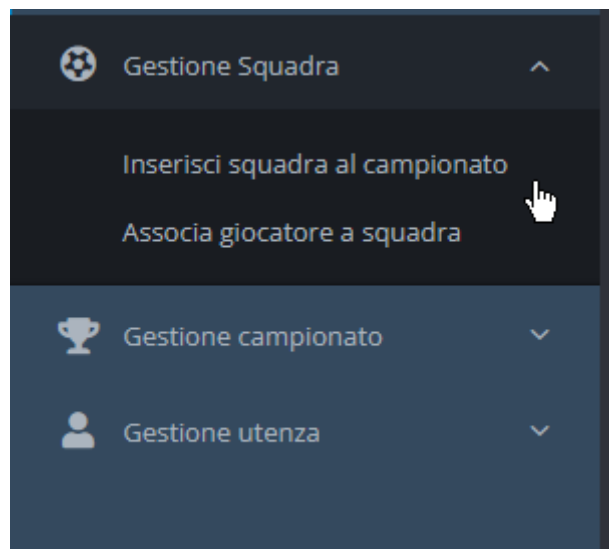 Gestione Squadra
Inserisci squadra al campionato
Associa giocatore a squadra
Gestione campionato
Gestione utenza